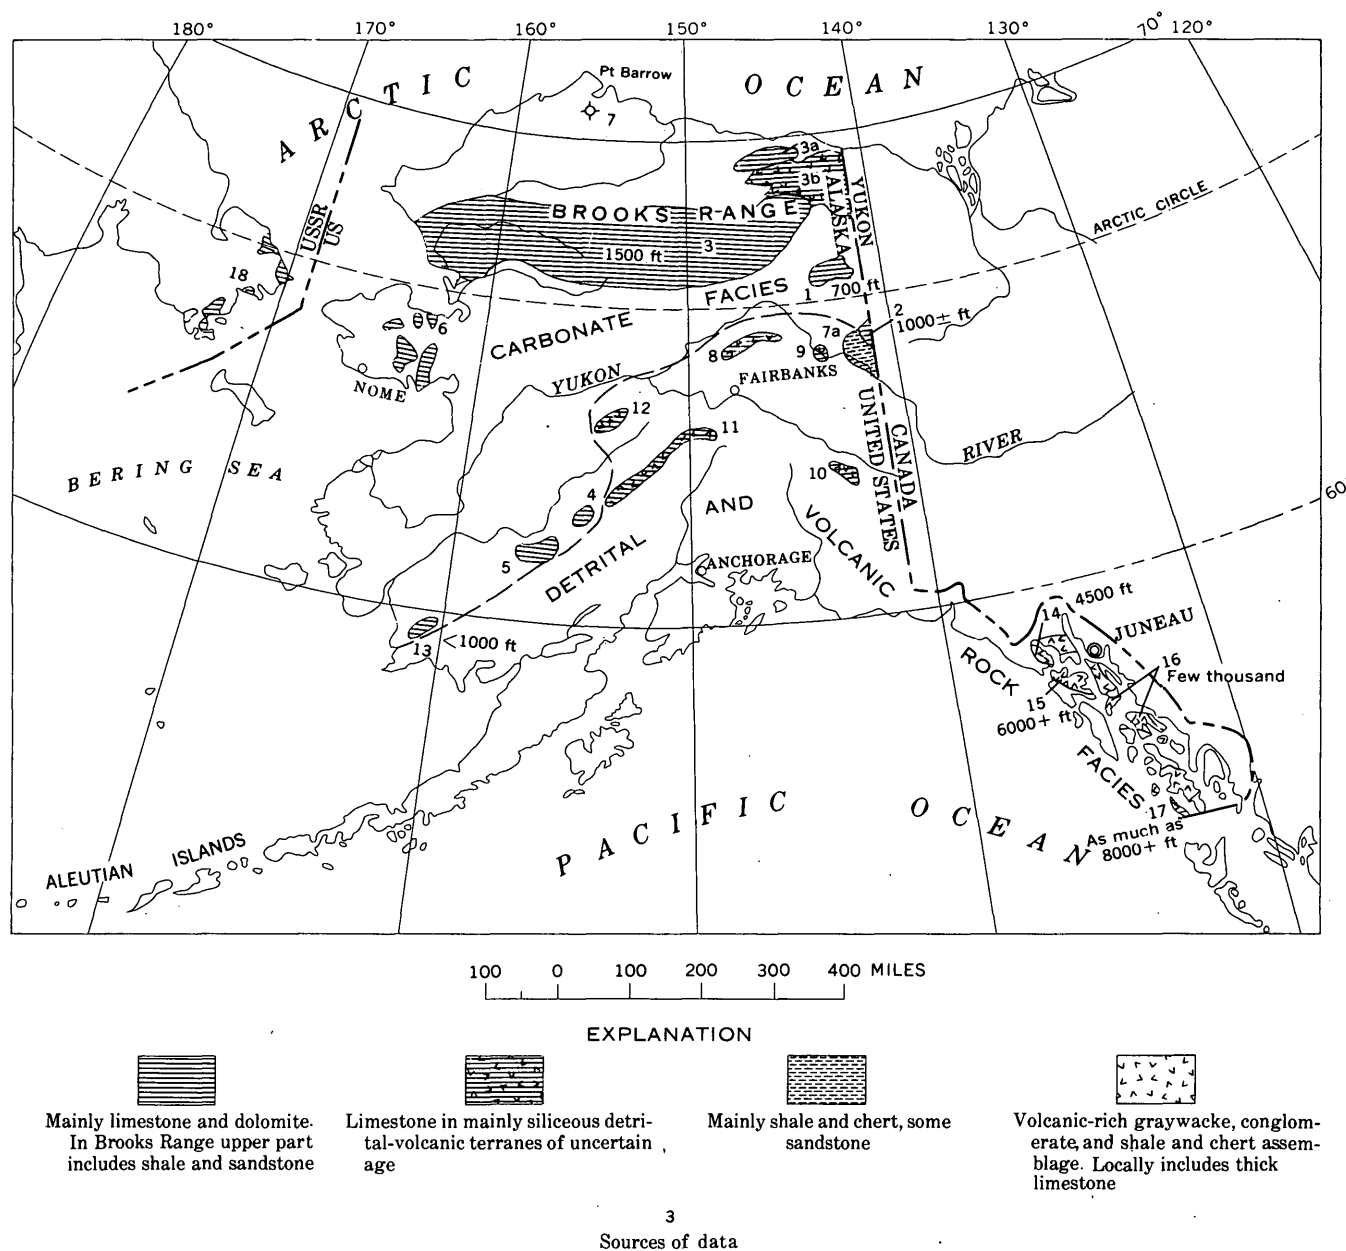 180° 170° 160° 150° 140° 130° 70° 120°
ARCTIC OCEAN
Pt Barrow
7
3a
3b
YUKON
ALASKA
BROOKS RANGE
ARCTIC CIRCLE
USSR
US
1500 ft 3
18
FACIES
1 700 ft
2
1000± ft
6
CARBONATE
7a
8
9
NOME
YUKON
FAIRBANKS
12
11
UNITED STATES
CANADA
RIVER
BERING SEA
10
4
60°
AND
VOLCANIC
5
DETRITAL
ANCHORAGE
4500 ft
14
JUNEAU
13 <1000 ft
ROCK
16
Few thousand
15
6000+ ft
FACIES
PACIFIC OCEAN
17
As much as
8000+ ft
ALEUTIAN ISLANDS
100 0 100 200 300 400 MILES
EXPLANATION
Mainly limestone and dolomite.
In Brooks Range upper part
includes shale and sandstone
Limestone in mainly siliceous detri-
tal-volcanic terranes of uncertain
age
Mainly shale and chert, some
sandstone
Volcanic-rich graywacke, conglom-
erate, and shale and chert assem-
blage. Locally includes thick
limestone
3
Sources of data